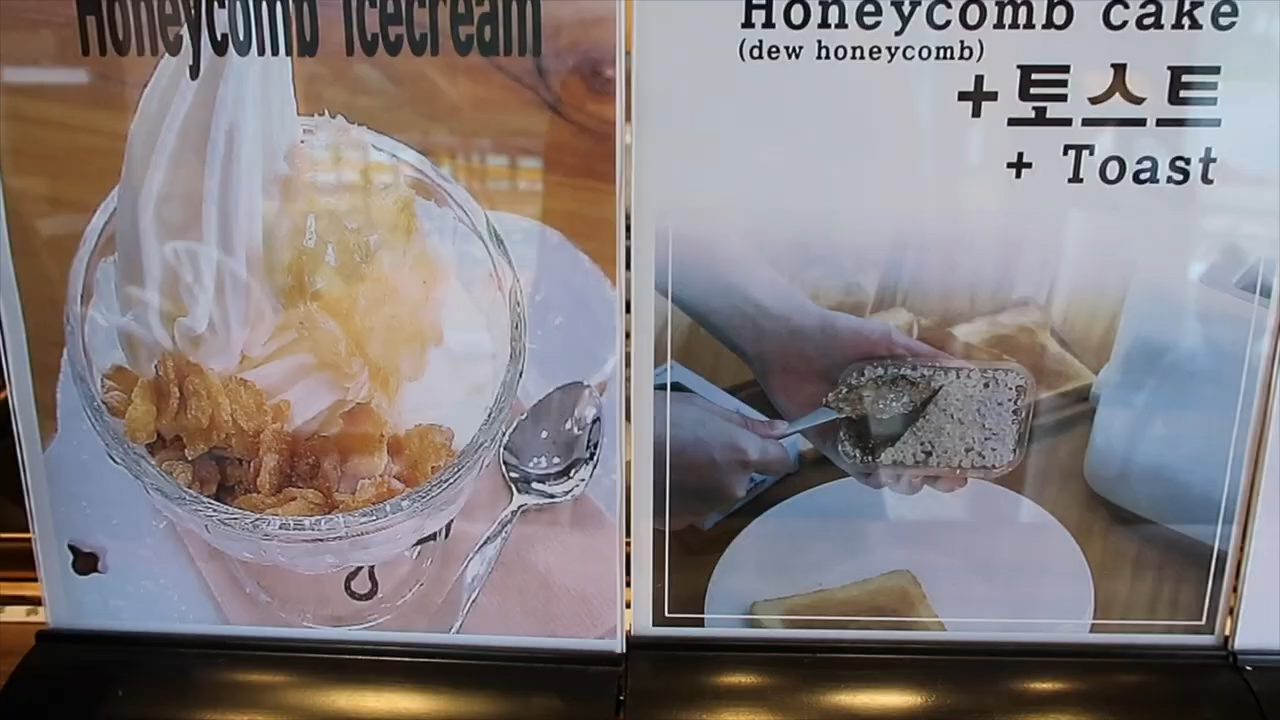 Honeycomb icecream
Honeycomb cake
(dew honeycomb)
+토스트
+ Toast